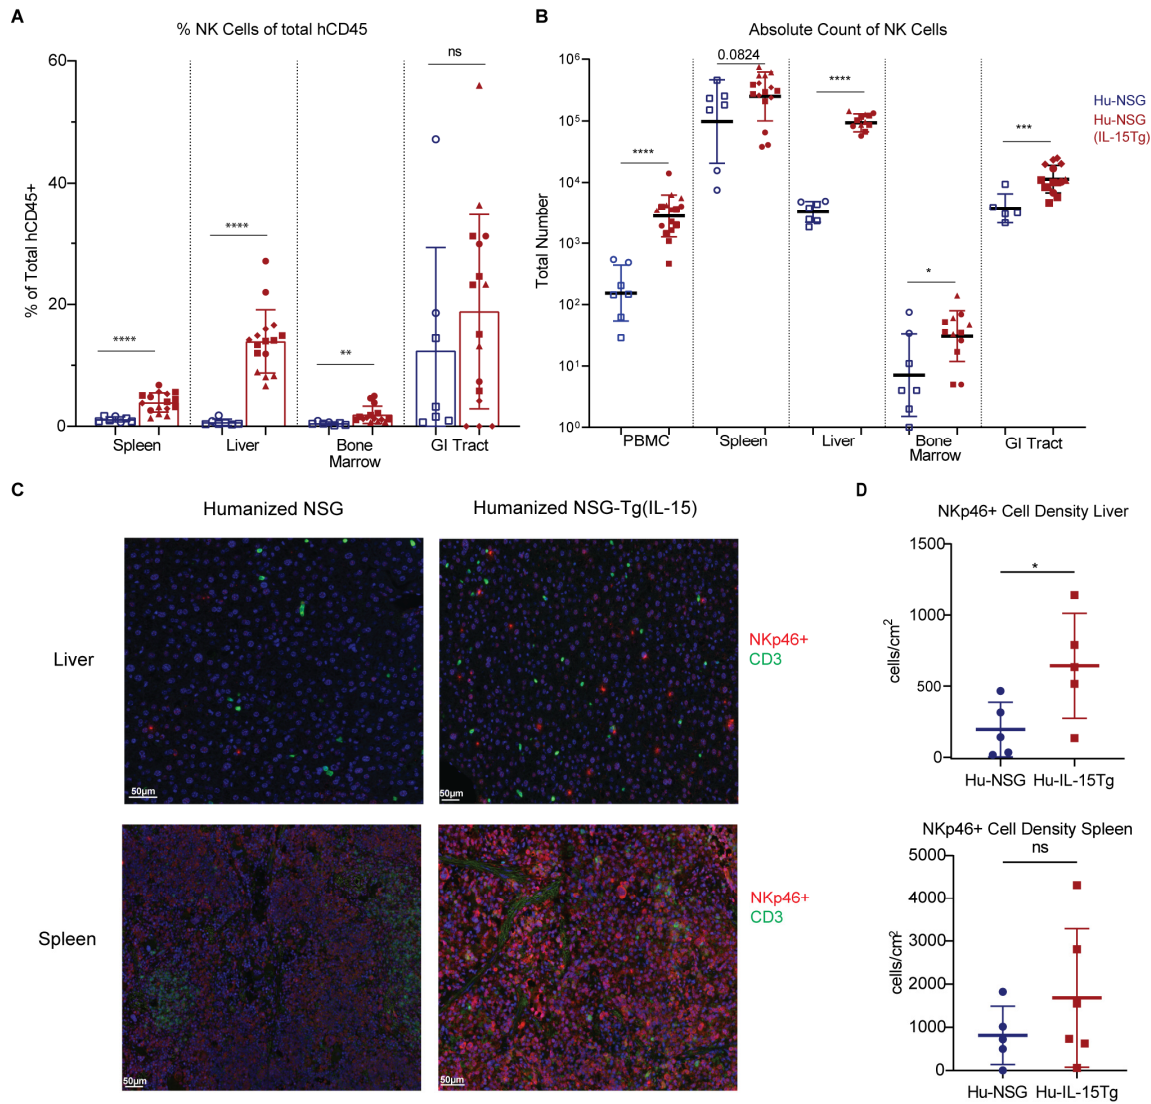 A
% NK Cells of total hCD45
% of Total hCD45+
60
40
20
0
****
****
**
ns
Spleen
Liver
Bone
Marrow
GI Tract
B
Absolute Count of NK Cells
Total Number
10⁶
10⁵
10⁴
10³
10²
10¹
10⁰
****
0.0824
****
*
***
PBMC
Spleen
Liver
Bone
Marrow
GI Tract
Hu-NSG
Hu-NSG
(IL-15Tg)
C
Humanized NSG
Humanized NSG-Tg(IL-15)
Liver
50µm
50µm
NKp46+
CD3
Spleen
50µm
50µm
NKp46+
CD3
D
NKp46+ Cell Density Liver
cells/cm²
1500
1000
500
0
*
Hu-NSG
Hu-IL-15Tg
NKp46+ Cell Density Spleen
ns
cells/cm²
5000
4000
3000
2000
1000
0
Hu-NSG
Hu-IL-15Tg